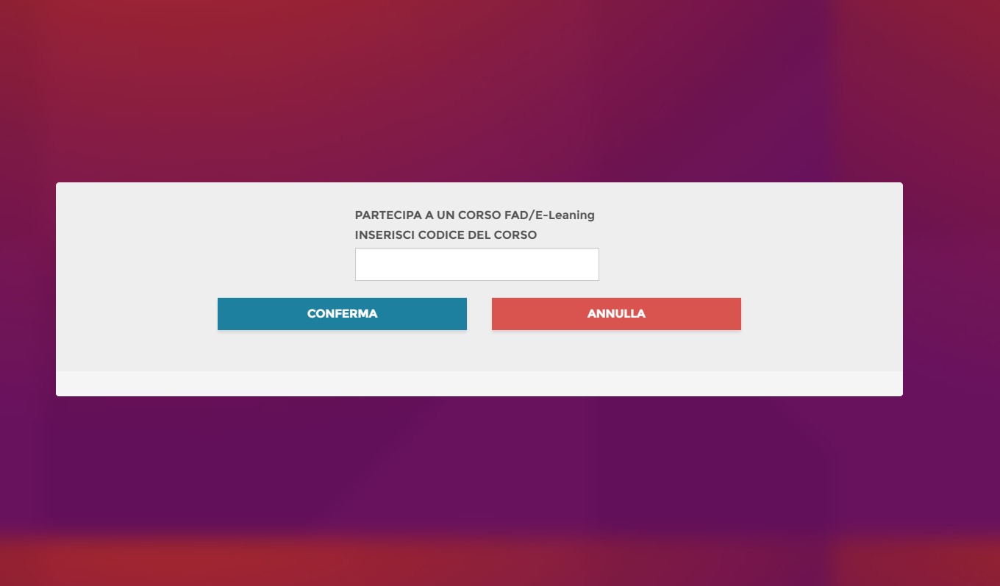 PARTECIPA A UN CORSO FAD/E-Leaning
INSERISCI CODICE DEL CORSO
CONFERMA
ANNULLA